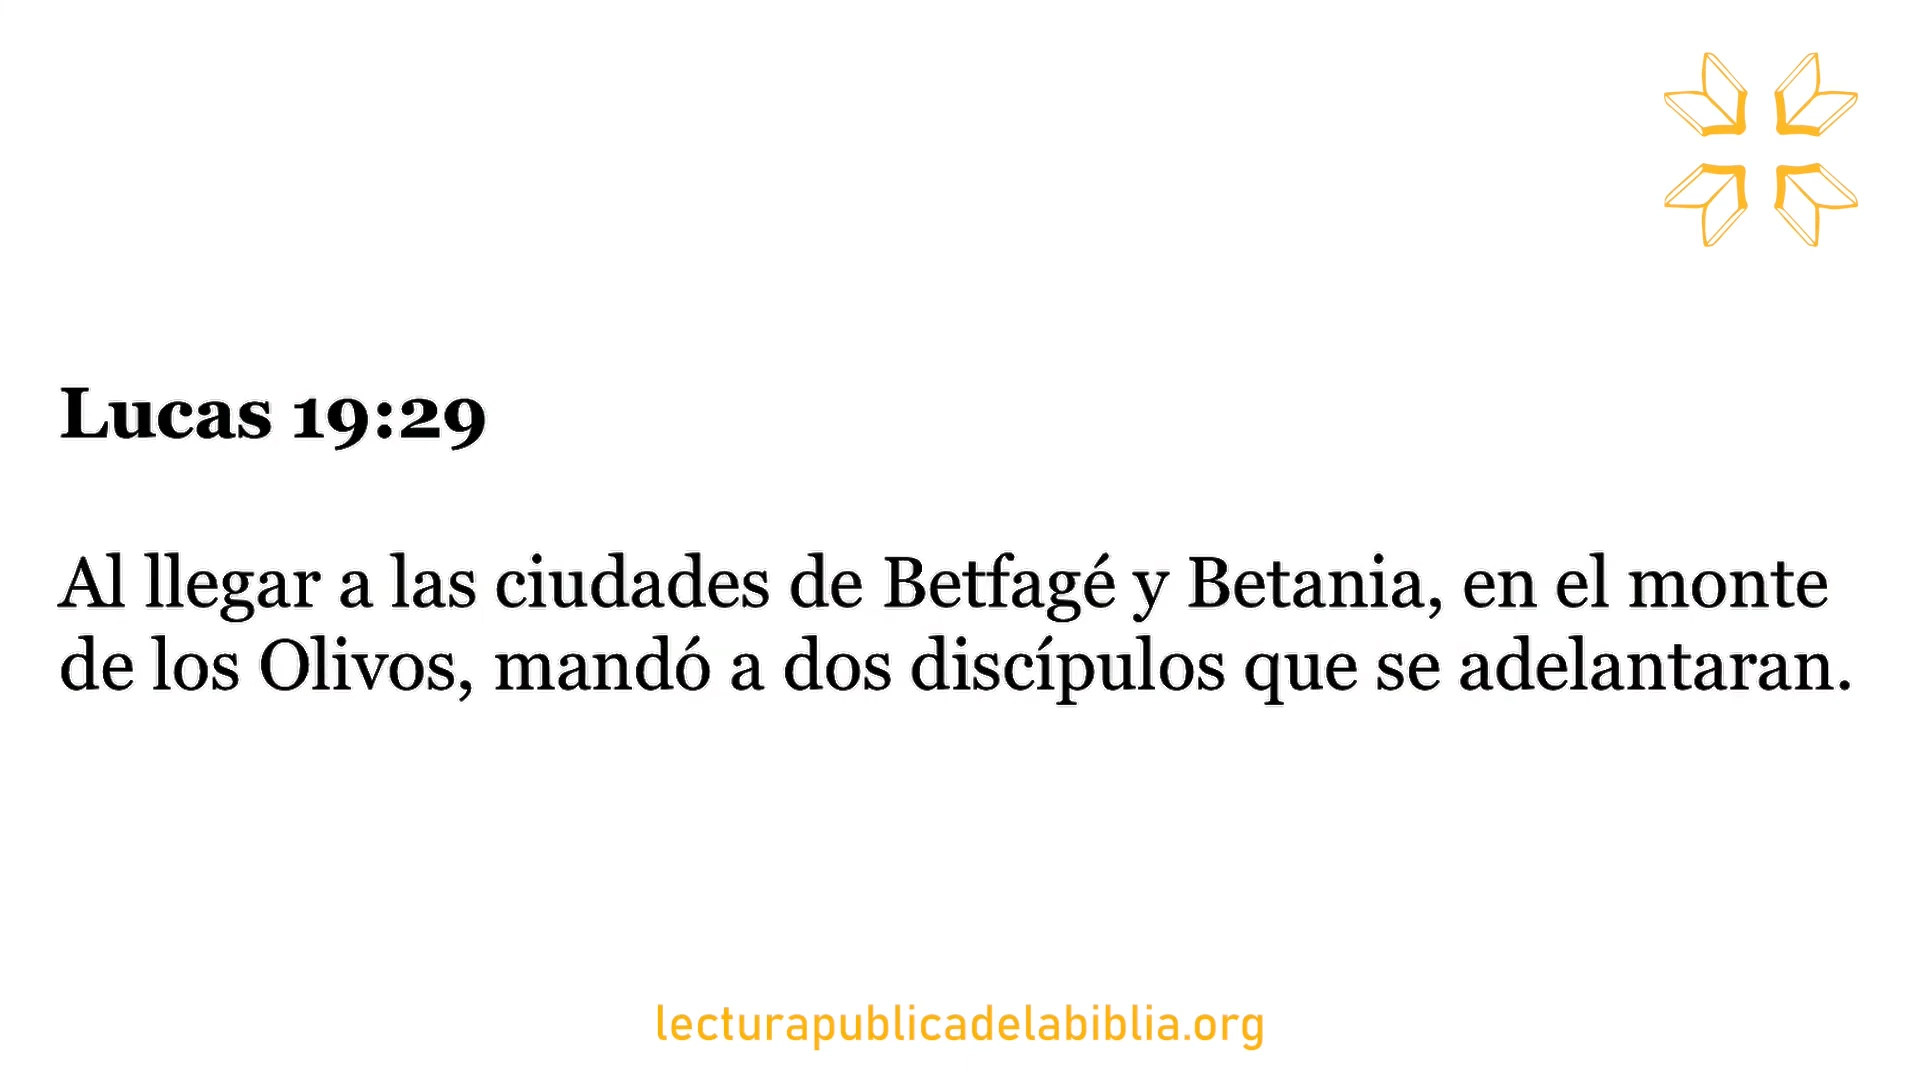 Lucas 19:29
Al llegar a las ciudades de Betfagé y Betania, en el monte
de los Olivos, mandó a dos discípulos que se adelantaran.
lecturapublicadelabiblia.org